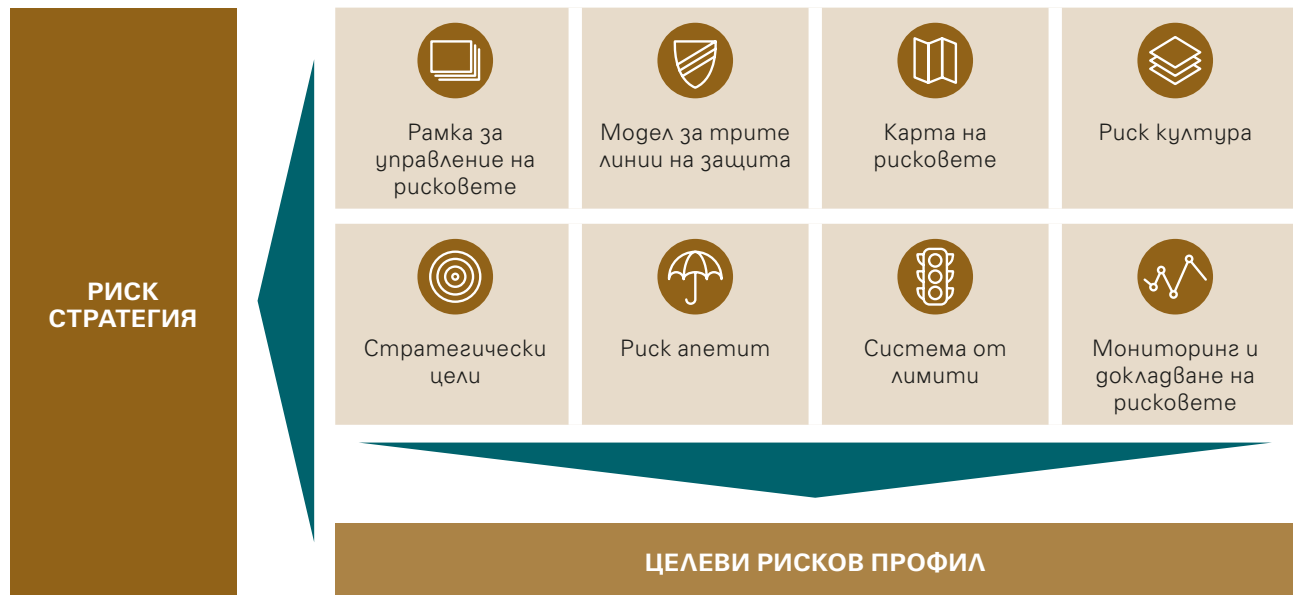 РИСК
СТРАТЕГИЯ
Рамка за
управление на
рисковете
Модел за трите
линии на защита
Карта на
рисковете
Риск култура
Стратегически
цели
Риск апетит
Система от
лимити
Мониторинг и
докладване на
рисковете
ЦЕЛЕВИ РИСКОВ ПРОФИЛ